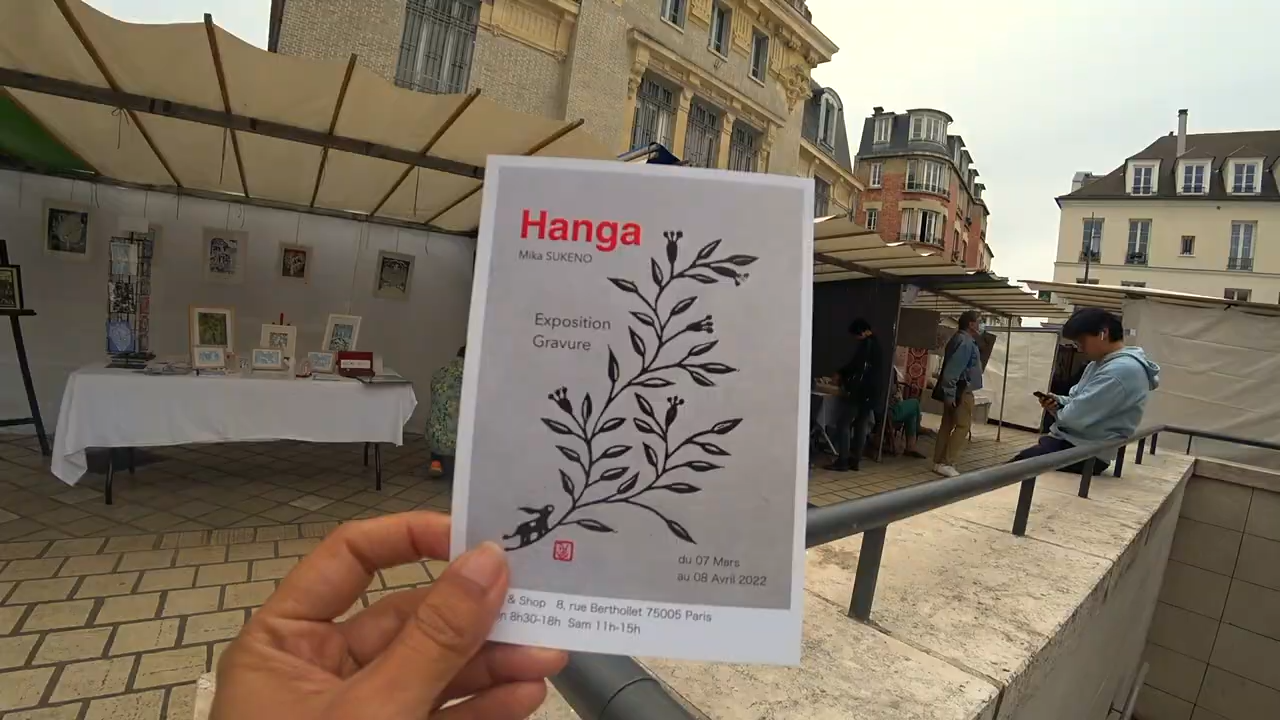 Hanga
Mika SUKENO
Exposition
Gravure
du 07 Mars
au 08 Avril 2022
& Shop 8, rue Berthollet 75005 Paris
8h30-18h Sam 11h-15h